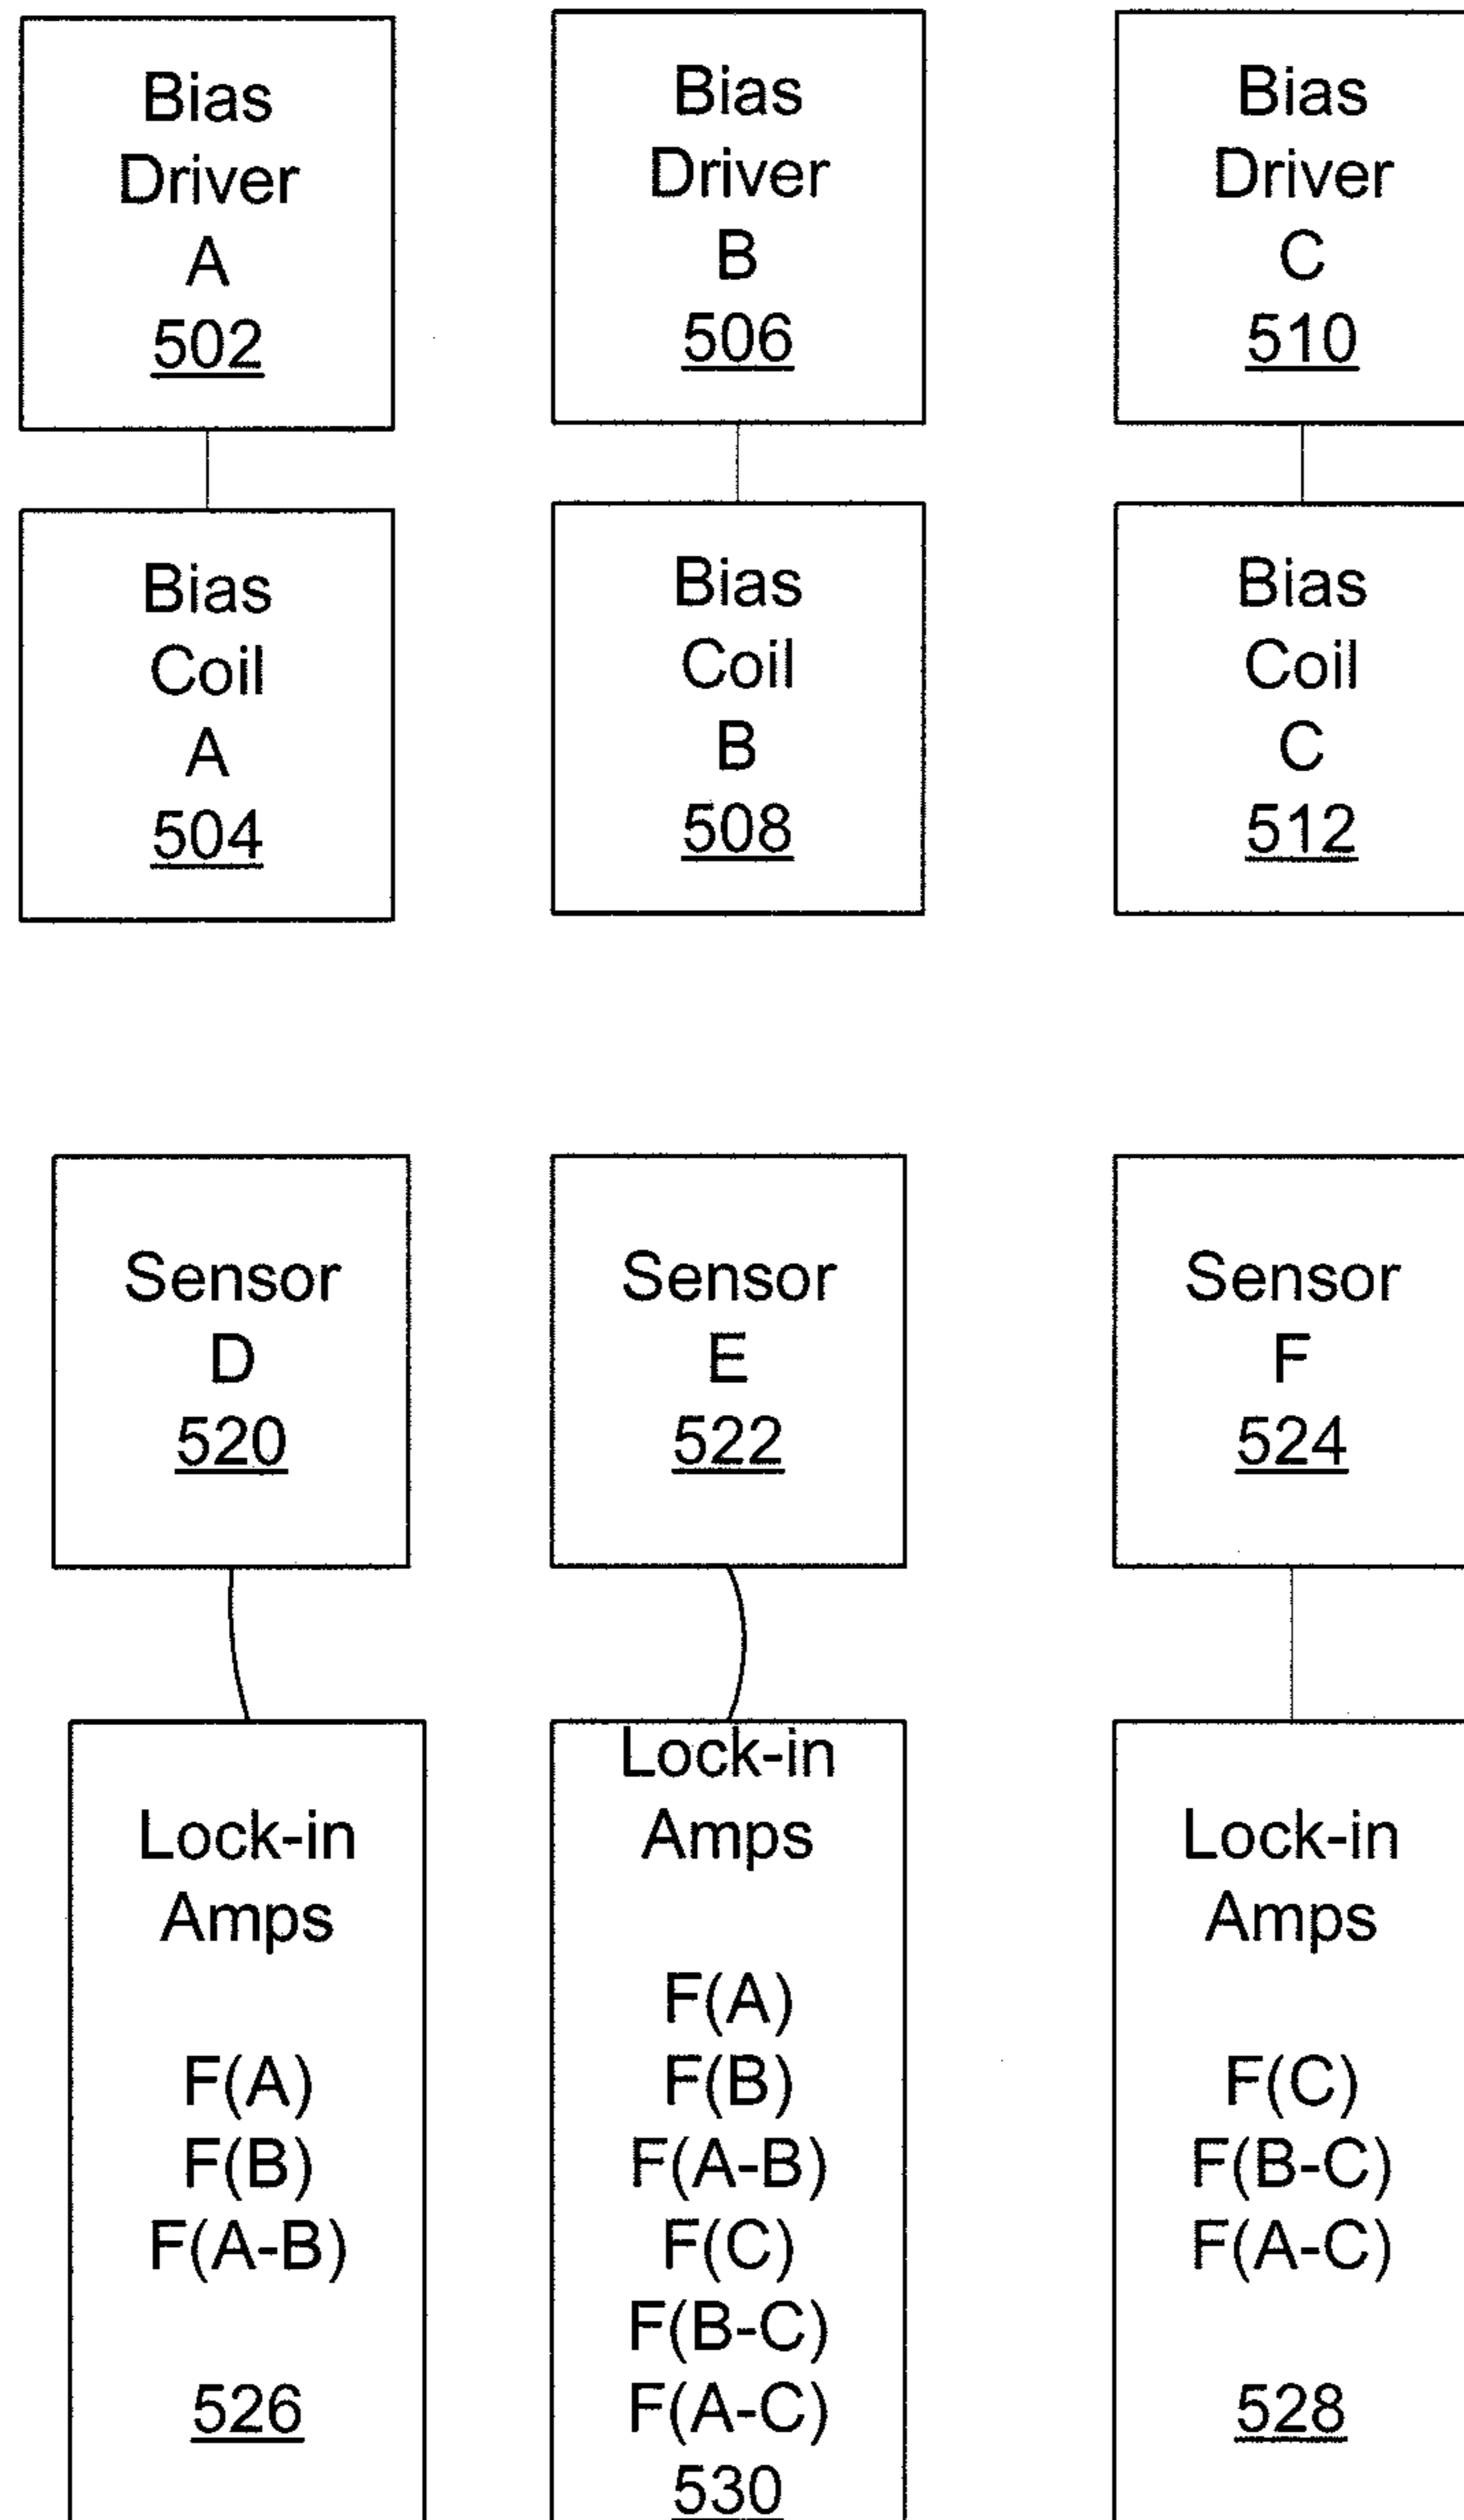 Bias
Driver
A
502
Bias
Driver
B
506
Bias
Driver
C
510
Bias
Coil
A
504
Bias
Coil
B
508
Bias
Coil
C
512
Sensor
D
520
Sensor
E
522
Sensor
F
524
Lock-in
Amps
F(A)
F(B)
F(A-B)
526
Lock-in
Amps
F(A)
F(B)
F(A-B)
F(C)
F(B-C)
F(A-C)
530
Lock-in
Amps
F(C)
F(B-C)
F(A-C)
528